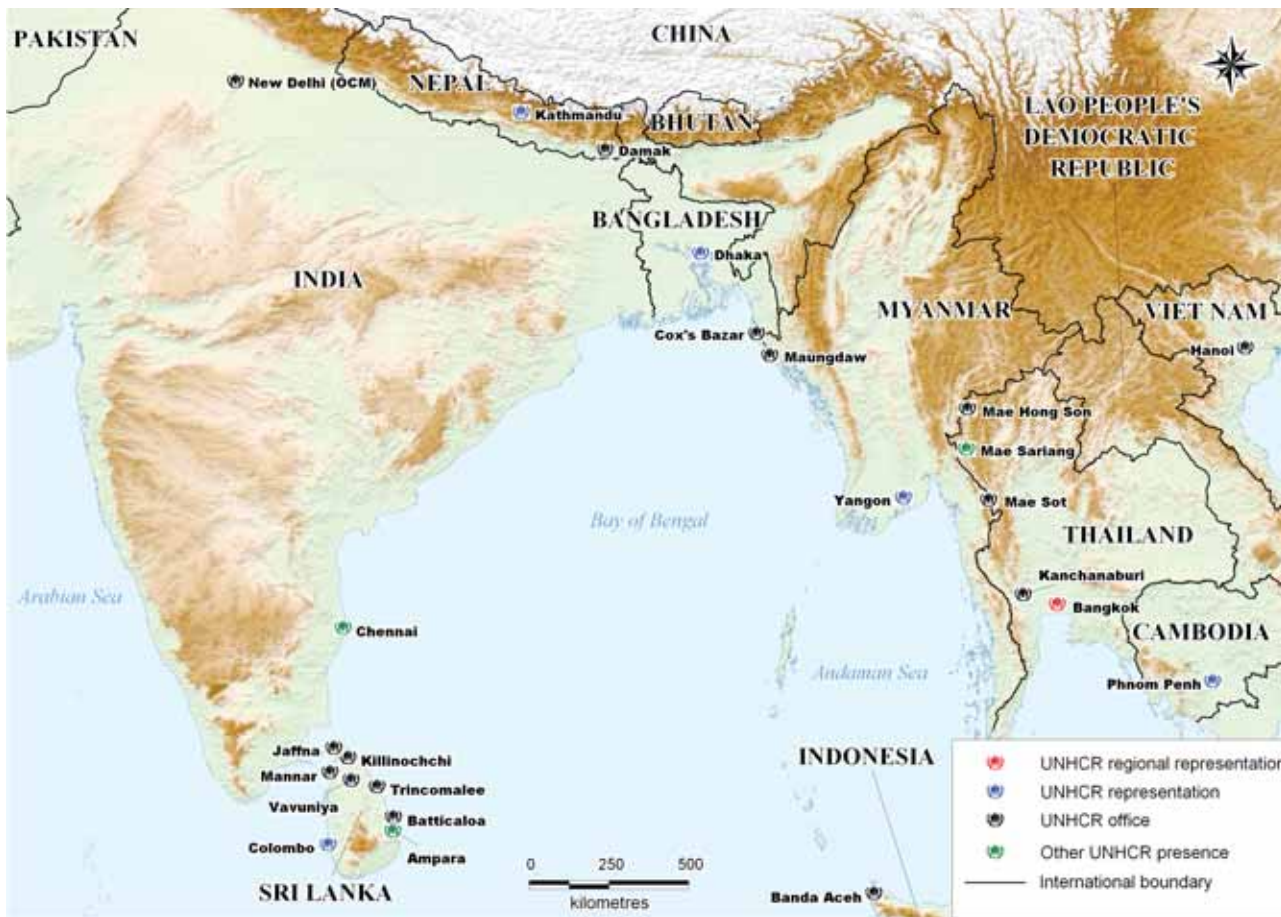 PAKISTAN
CHINA
NEPAL
New Delhi (OCM)
Kathmandu
BHUTAN
Damak
LAO PEOPLE'S
DEMOCRATIC
REPUBLIC
BANGLADESH
Dhaka
INDIA
MYANMAR
VIET NAM
Cox's Bazar
Maungdaw
Hanoi
Mae Hong Son
Mae Sariang
Yangon
Mae Sot
Bay of Bengal
THAILAND
Kanchanaburi
Arabian Sea
Bangkok
Chennai
CAMBODIA
Andaman Sea
Phnom Penh
Jaffna
Killinochchi
Mannar
Trincomalee
Vavuniya
Batticaloa
Colombo
Ampara
SRI LANKA
INDONESIA
Banda Aceh
0 250 500
kilometres
UNHCR regional representation
UNHCR representation
UNHCR office
Other UNHCR presence
International boundary